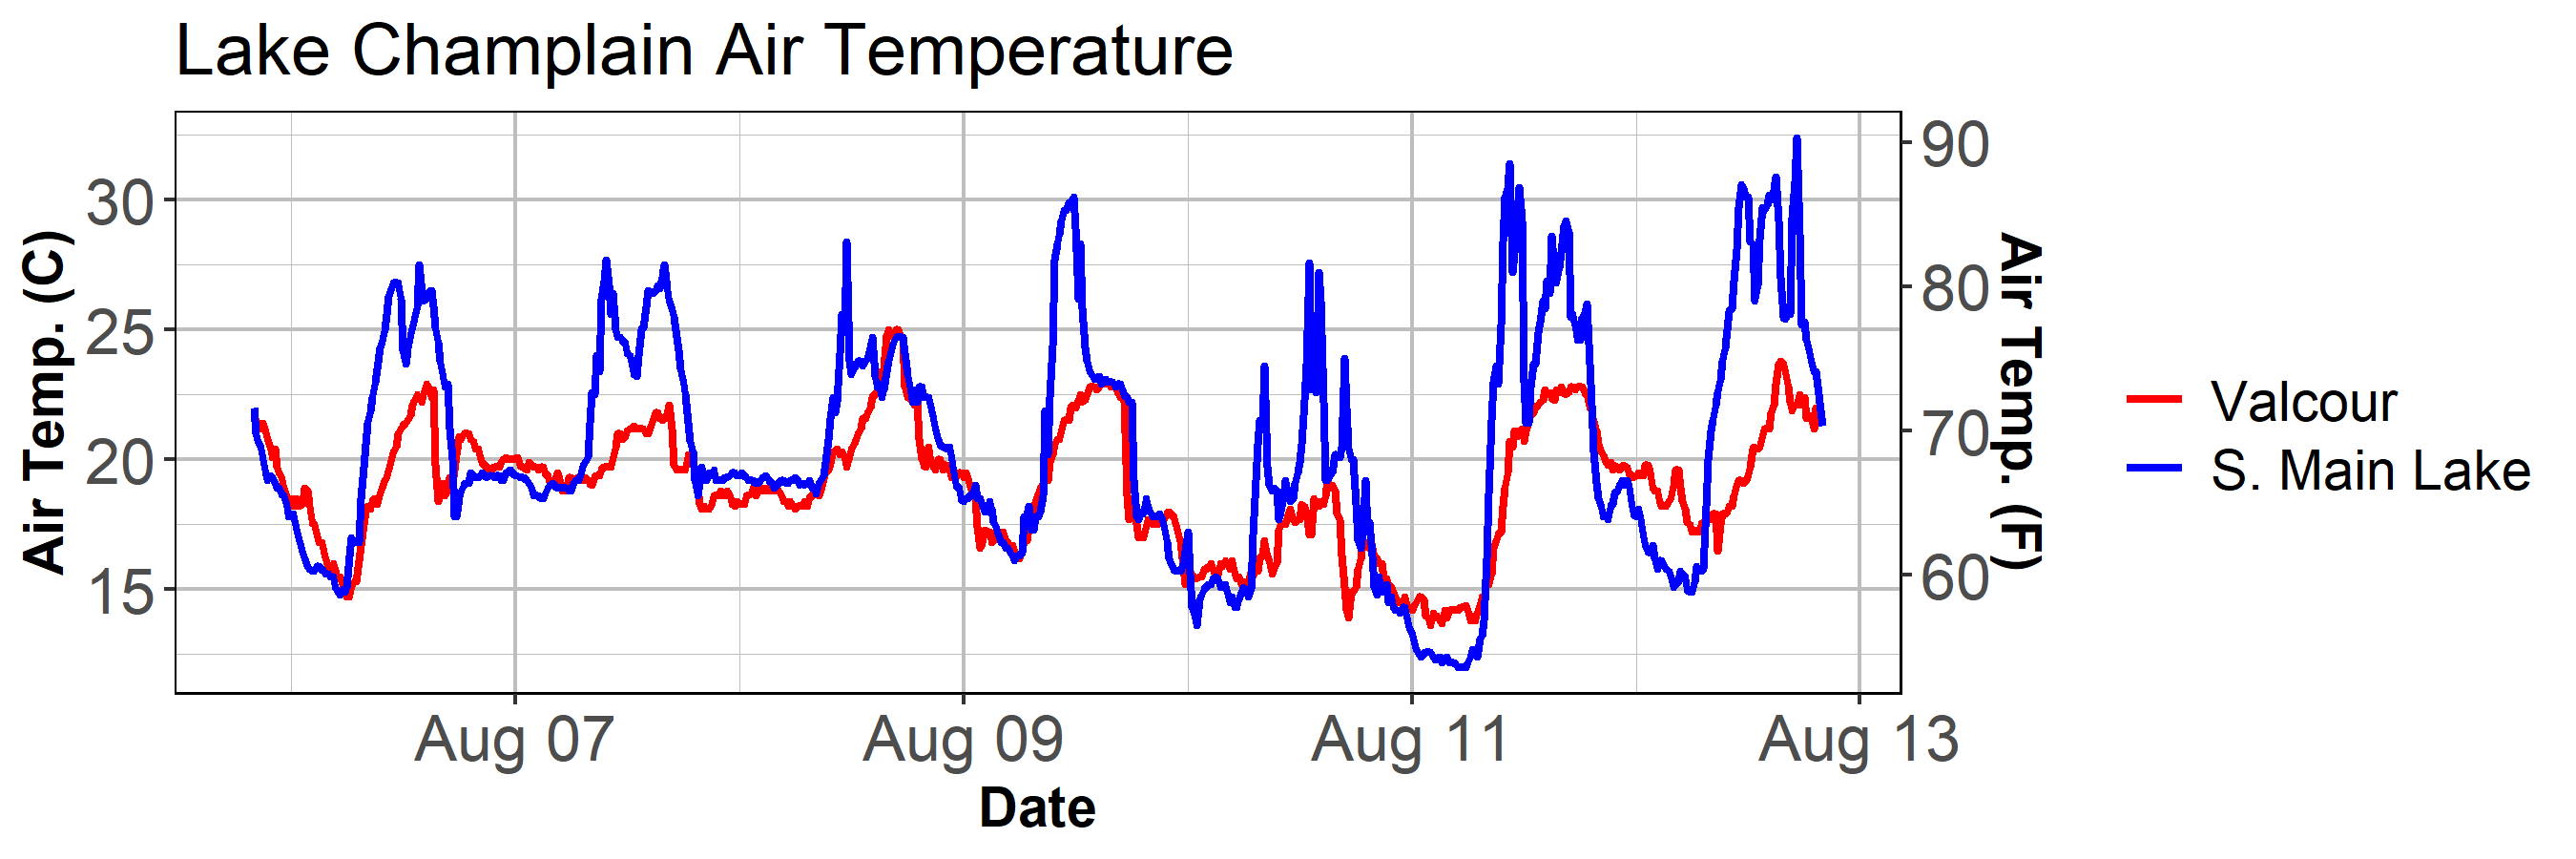 Lake Champlain Air Temperature
Air Temp. (C)
30
25
20
15
90
80
70
60
Air Temp. (F)
Aug 07
Aug 09
Aug 11
Aug 13
Date
Valcour
S. Main Lake